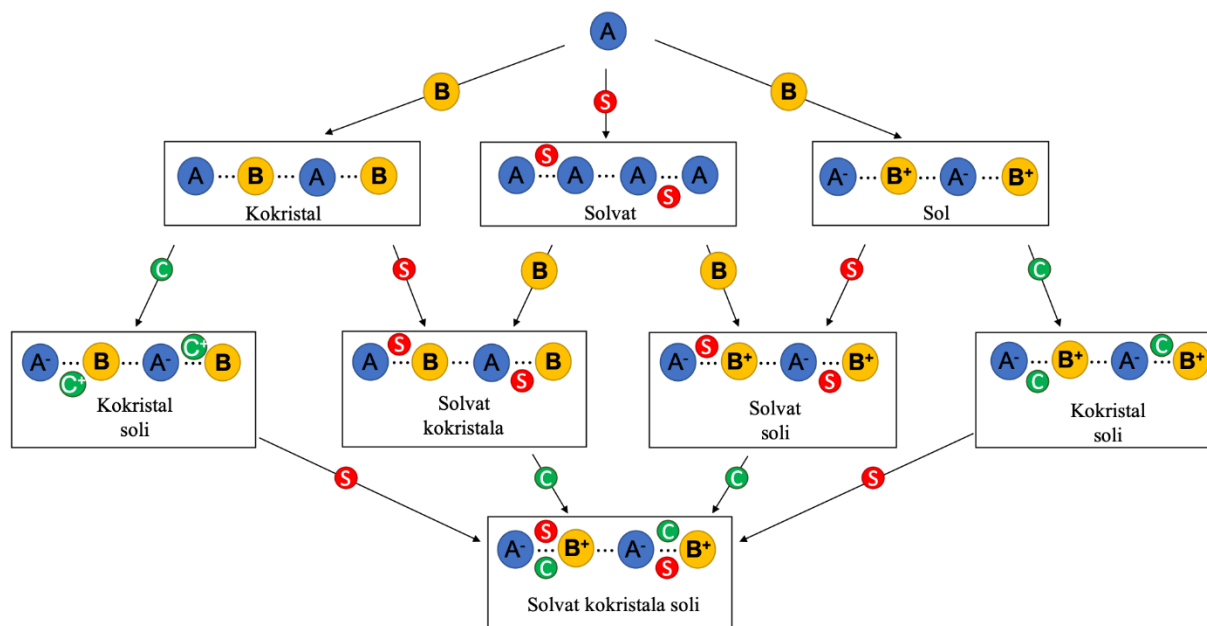 A
B S B
A B A B
Kokristal
S
A A A A
S
Solvat
A- B+ A- B+
Sol
C S B B S C
A- B A- C+ B
C+
Kokristal
soli
S
A B A B
S
Solvat
kokristala
S
A- B+ A- B+
S
Solvat
soli
C
A- B+ A- B+
C
Kokristal
soli
S C C S
S C
A- B+ A- B+
C S
Solvat kokristala soli